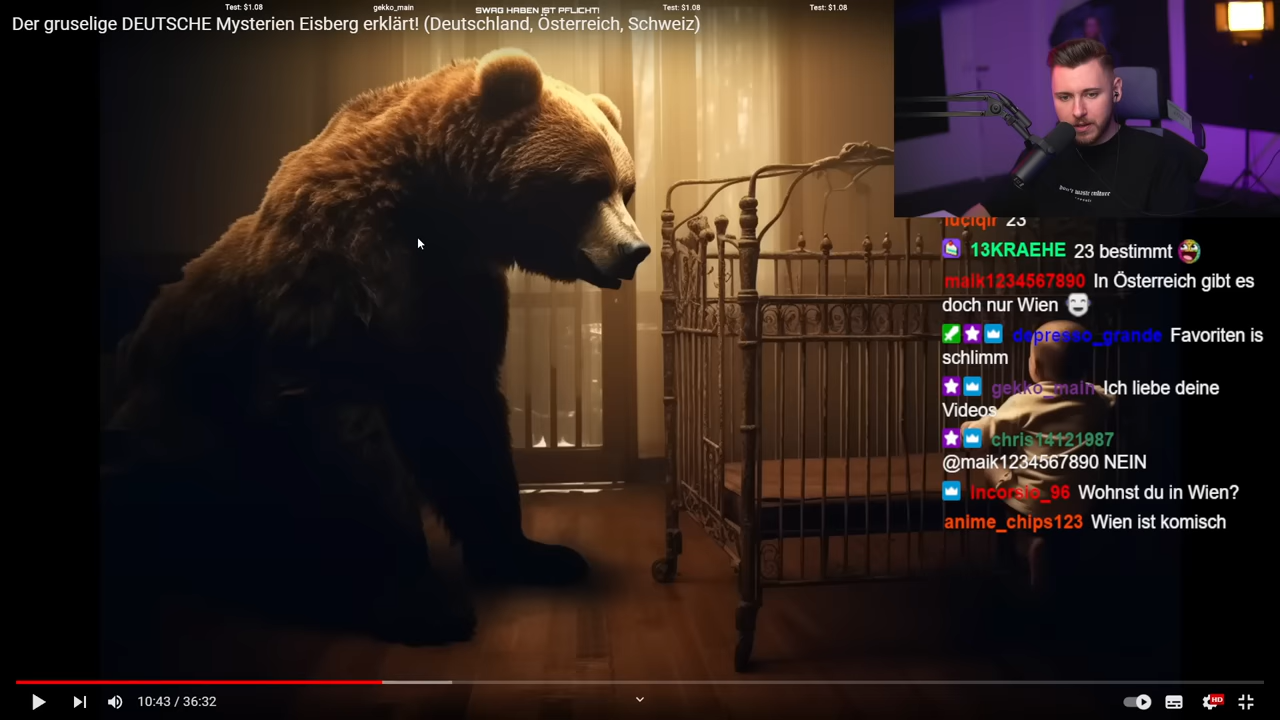 Test: $1.08
gekko_main
SWAG HABEN IST PFLICHT!
Test: $1.08
Test: $1.08
Der gruselige DEUTSCHE Mysterien Eisberg erklärt! (Deutschland, Österreich, Schweiz)
luciqlr 23
13KRAEHE 23 bestimmt
maik1234567890 In Österreich gibt es
doch nur Wien
depresso_grande Favoriten is
schlimm
gekko_main Ich liebe deine
Videos
chris14121987
@maik1234567890 NEIN
incorsio_96 Wohnst du in Wien?
anime_chips123 Wien ist komisch
10:43 / 36:32
HD